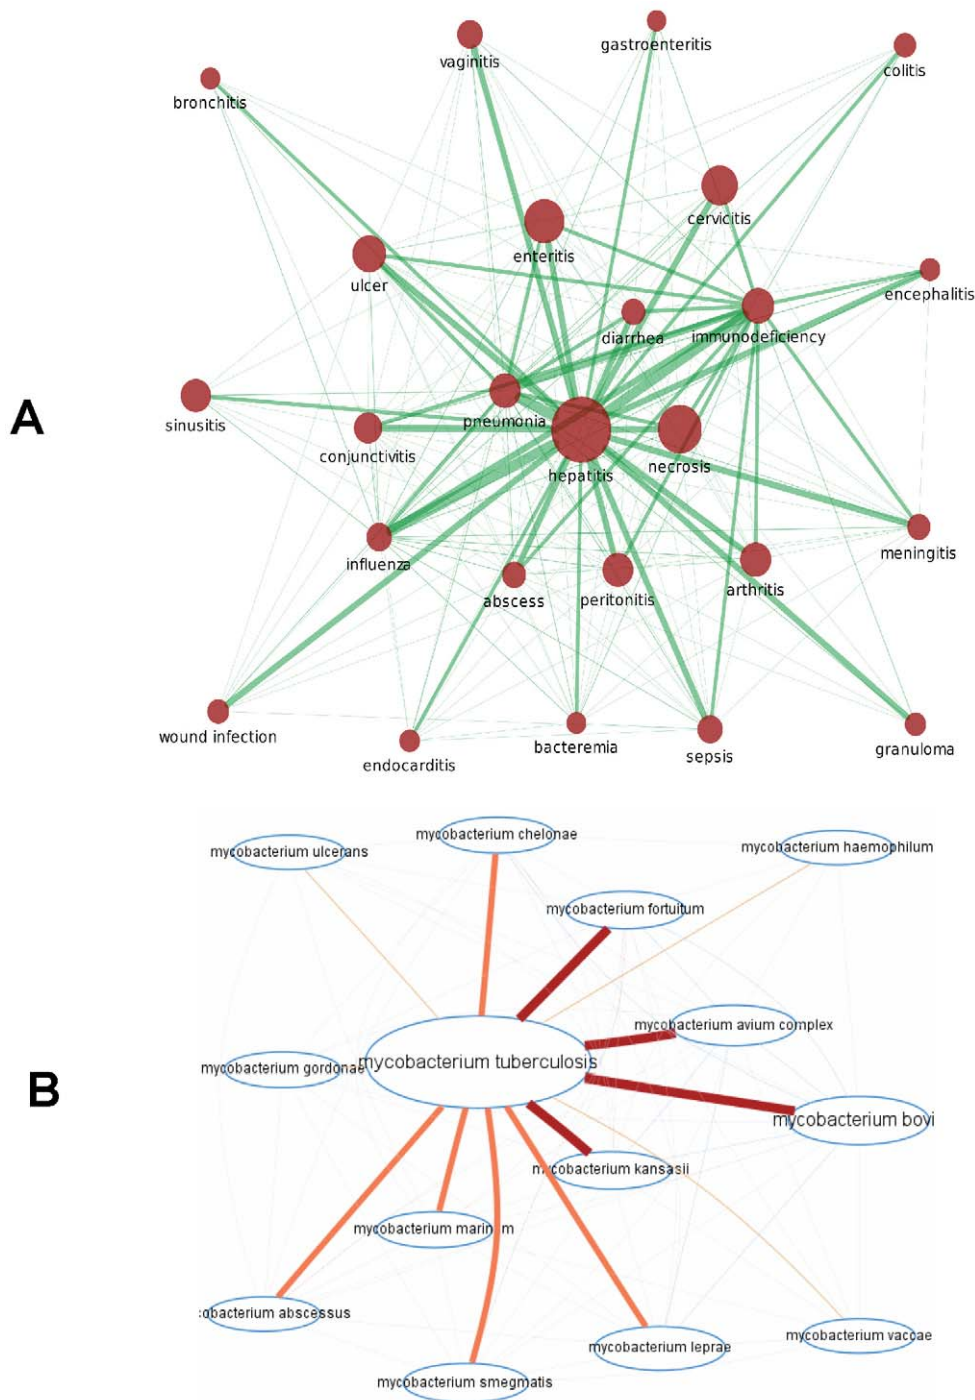 gastroenteritis
vaginitis
colitis
bronchitis
cervicitis
enteritis
ulcer
encephalitis
diarrhea
immunodeficiency
A
sinusitis
pneumonia
conjunctivitis
necrosis
hepatitis
influenza
meningitis
abscess
peritonitis
arthritis
wound infection
bacteremia
sepsis
granuloma
endocarditis
mycobacterium chelonae
mycobacterium ulcerans
mycobacterium haemophilum
mycobacterium fortuitum
mycobacterium avium complex
mycobacterium tuberculosis
mycobacterium gordonae
B
mycobacterium bovi
mycobacterium kansasii
mycobacterium marinum
cobacterium abscessus
mycobacterium vaccae
mycobacterium leprae
mycobacterium smegmatis